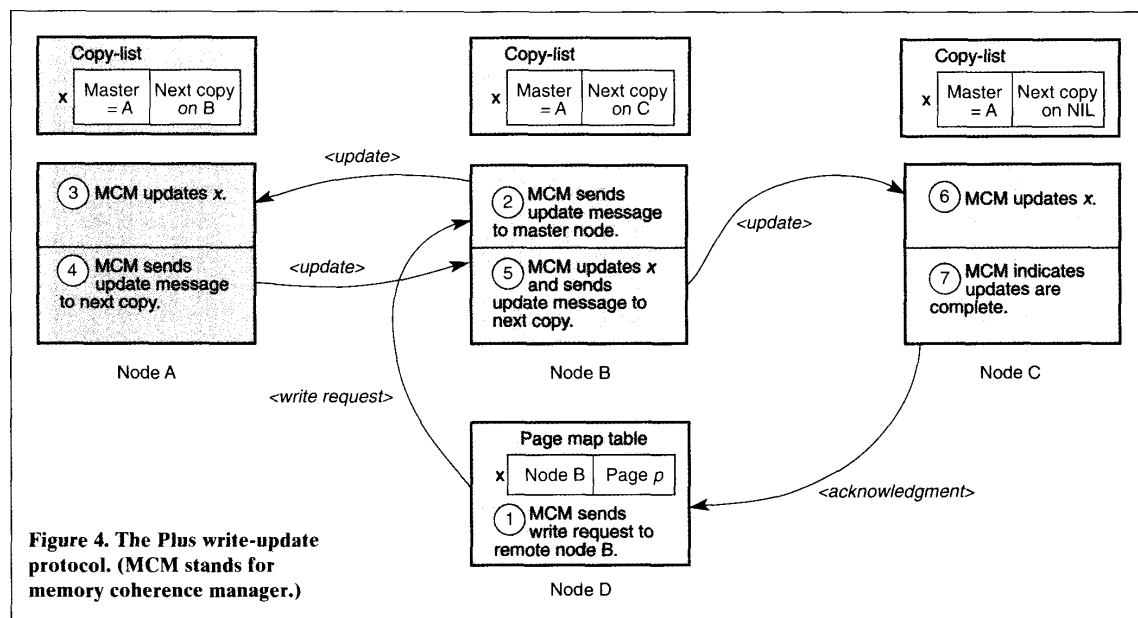 Copy-list
x
Master
= A
Next copy
on B
Copy-list
x
Master
= A
Next copy
on C
Copy-list
x
Master
= A
Next copy
on NIL
<update>
3 MCM updates x.
4 MCM sends
update message
to next copy.
Node A
<update>
2 MCM sends
update message
to master node.
5 MCM updates x
and sends
update message to
next copy.
Node B
<update>
6 MCM updates x.
7 MCM indicates
updates are
complete.
Node C
<write request>
Page map table
x
Node B
Page p
1 MCM sends
write request to
remote node B.
Node D
<acknowledgment>
Figure 4. The Plus write-update
protocol. (MCM stands for
memory coherence manager.)